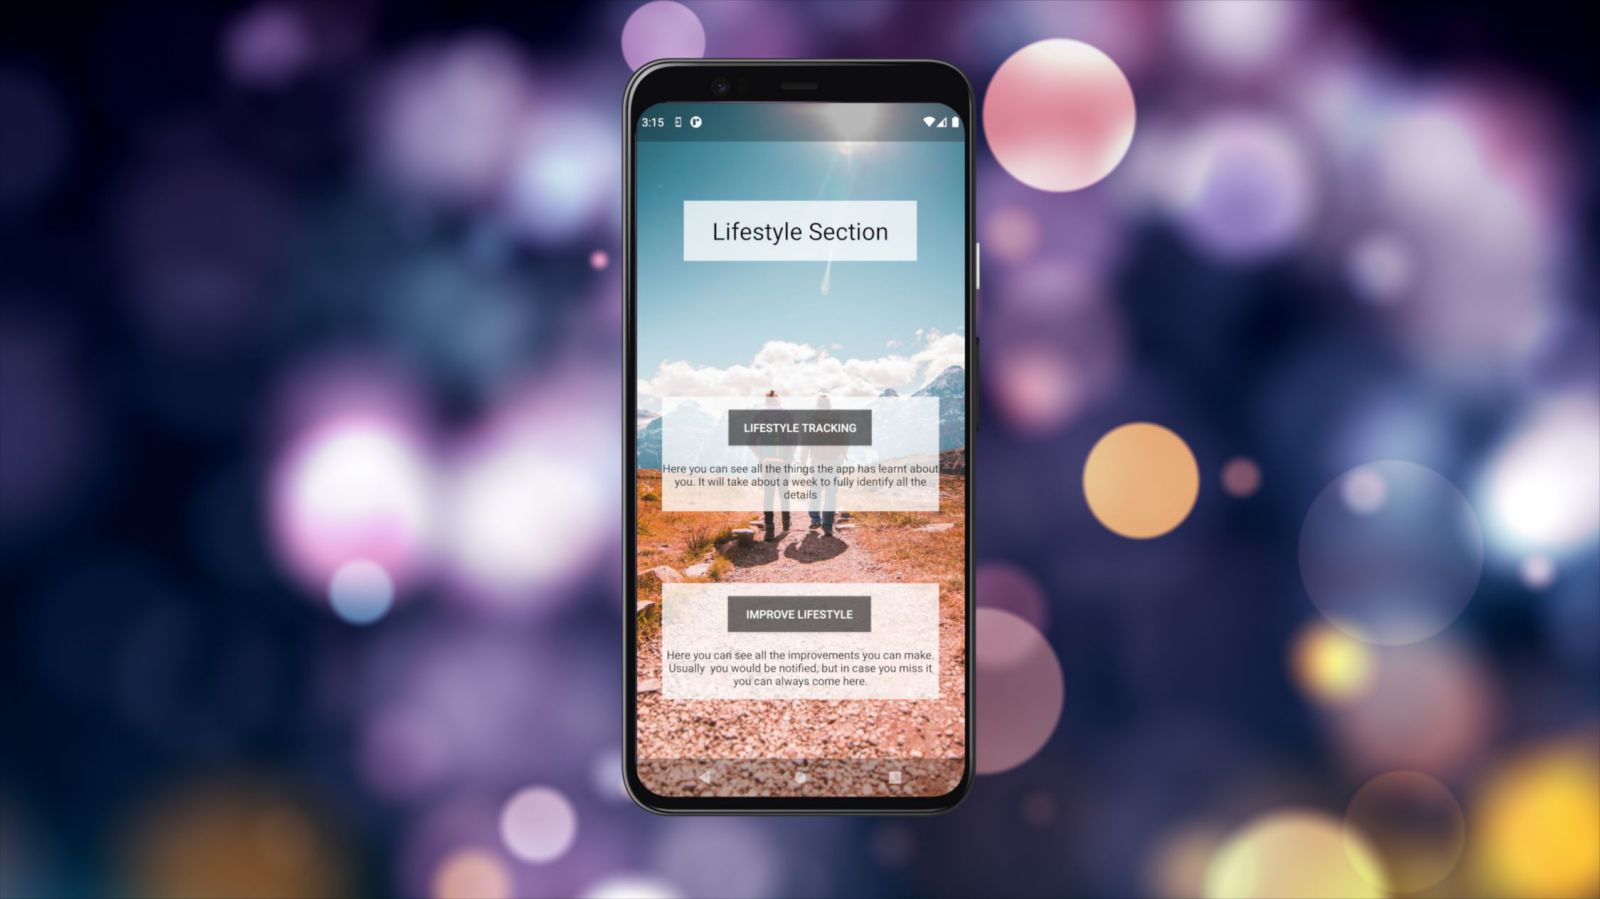 3:15
Lifestyle Section
LIFESTYLE TRACKING
Here you can see all the things the app has learnt about
you. It will take about a week to fully identify all the
details
IMPROVE LIFESTYLE
Here you can see all the improvements you can make.
Usually  you would be notified, but in case you miss it
you can always come here.